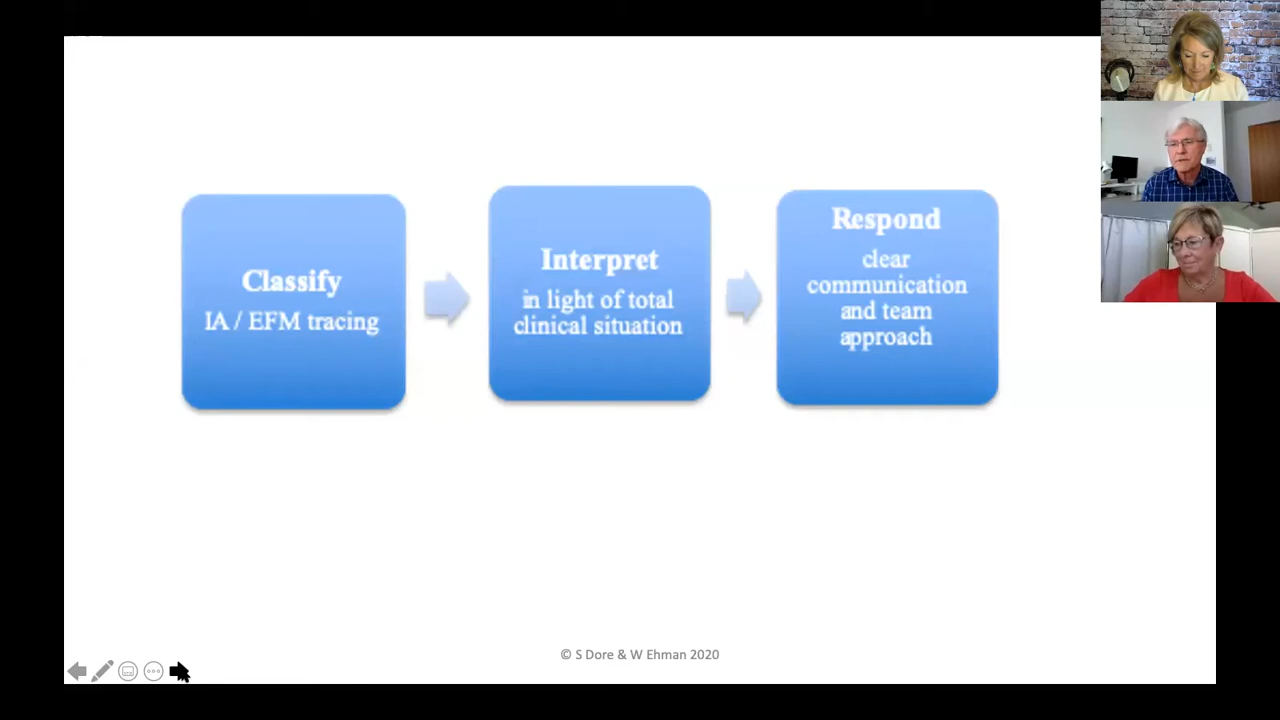 Classify
IA / EFM tracing
Interpret
in light of total
clinical situation
Respond
clear
communication
and team
approach
© S Dore & W Ehman 2020